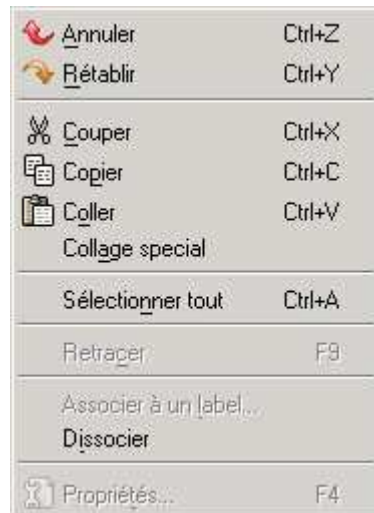 Annuler Ctrl+Z
Rétablir Ctrl+Y
Couper Ctrl+X
Copier Ctrl+C
Coller Ctrl+V
Collage special
Sélectionner tout Ctrl+A
Retracer F9
Associer à un label...
Dissocier
Propriétés... F4